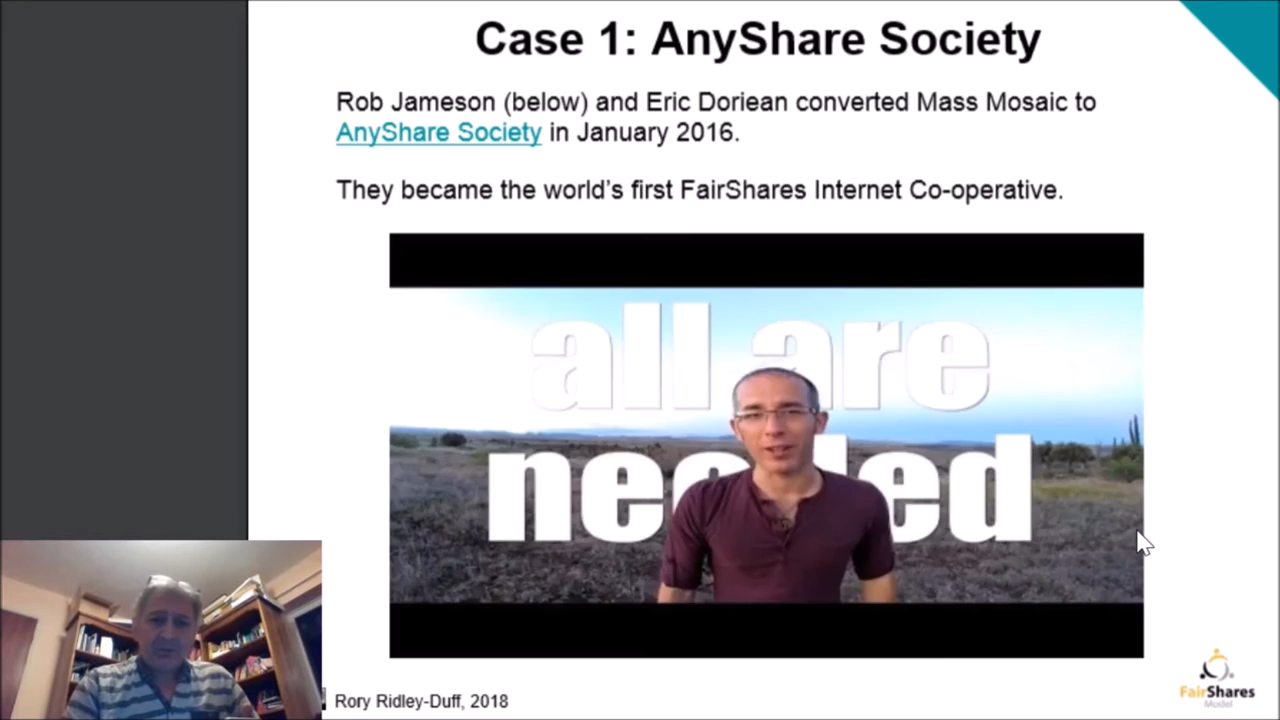 Case 1: AnyShare Society
Rob Jameson (below) and Eric Doriean converted Mass Mosaic to
AnyShare Society in January 2016.
They became the world's first FairShares Internet Co-operative.
all are
needed
Rory Ridley-Duff, 2018
FairShares
Model